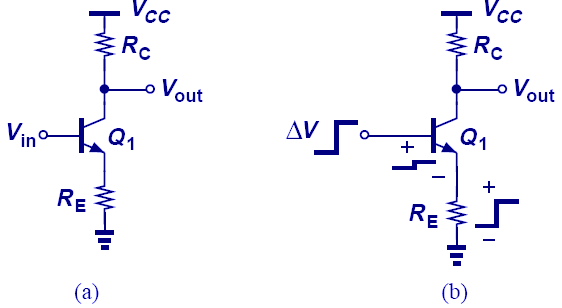 VCC VCC
RC RC
Vout Vout
Vin Q1 ΔV Q1
+ −
RE RE + −
(a) (b)